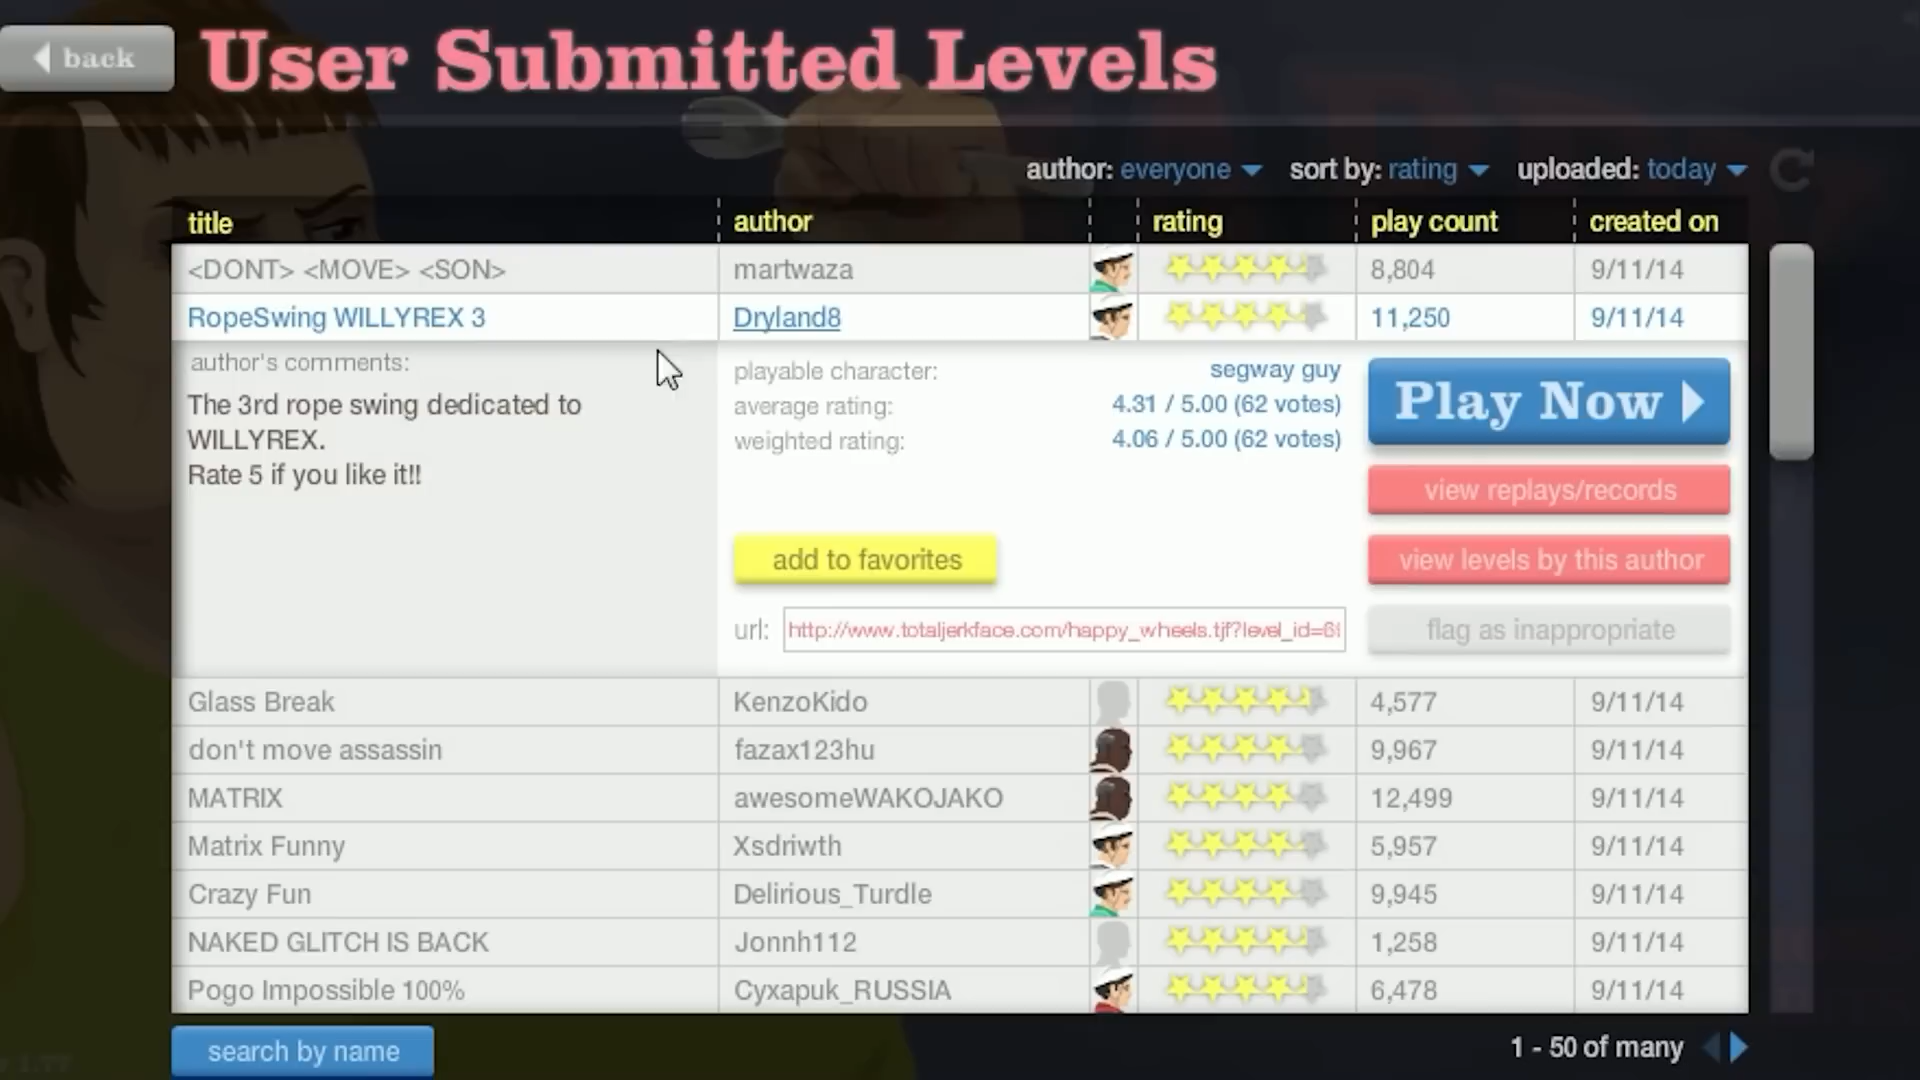 back
User Submitted Levels
author: everyone sort by: rating uploaded: today
title author rating play count created on
<DONT> <MOVE> <SON> martwaza 8,804 9/11/14
RopeSwing WILLYREX 3 Dryland8 11,250 9/11/14
author's comments:
The 3rd rope swing dedicated to
WILLYREX.
Rate 5 if you like it!!
playable character: segway guy
average rating: 4.31 / 5.00 (62 votes)
weighted rating: 4.06 / 5.00 (62 votes)
add to favorites
url: http://www.totaljerkface.com/happy_wheels.tjf?level_id=6
Play Now
view replays/records
view levels by this author
flag as inappropriate
Glass Break KenzoKido 4,577 9/11/14
don't move assassin fazax123hu 9,967 9/11/14
MATRIX awesomeWAKOJAKO 12,499 9/11/14
Matrix Funny Xsdriwth 5,957 9/11/14
Crazy Fun Delirious_Turdle 9,945 9/11/14
NAKED GLITCH IS BACK Jonnh112 1,258 9/11/14
Pogo Impossible 100% Cyxapuk_RUSSIA 6,478 9/11/14
search by name
1 - 50 of many